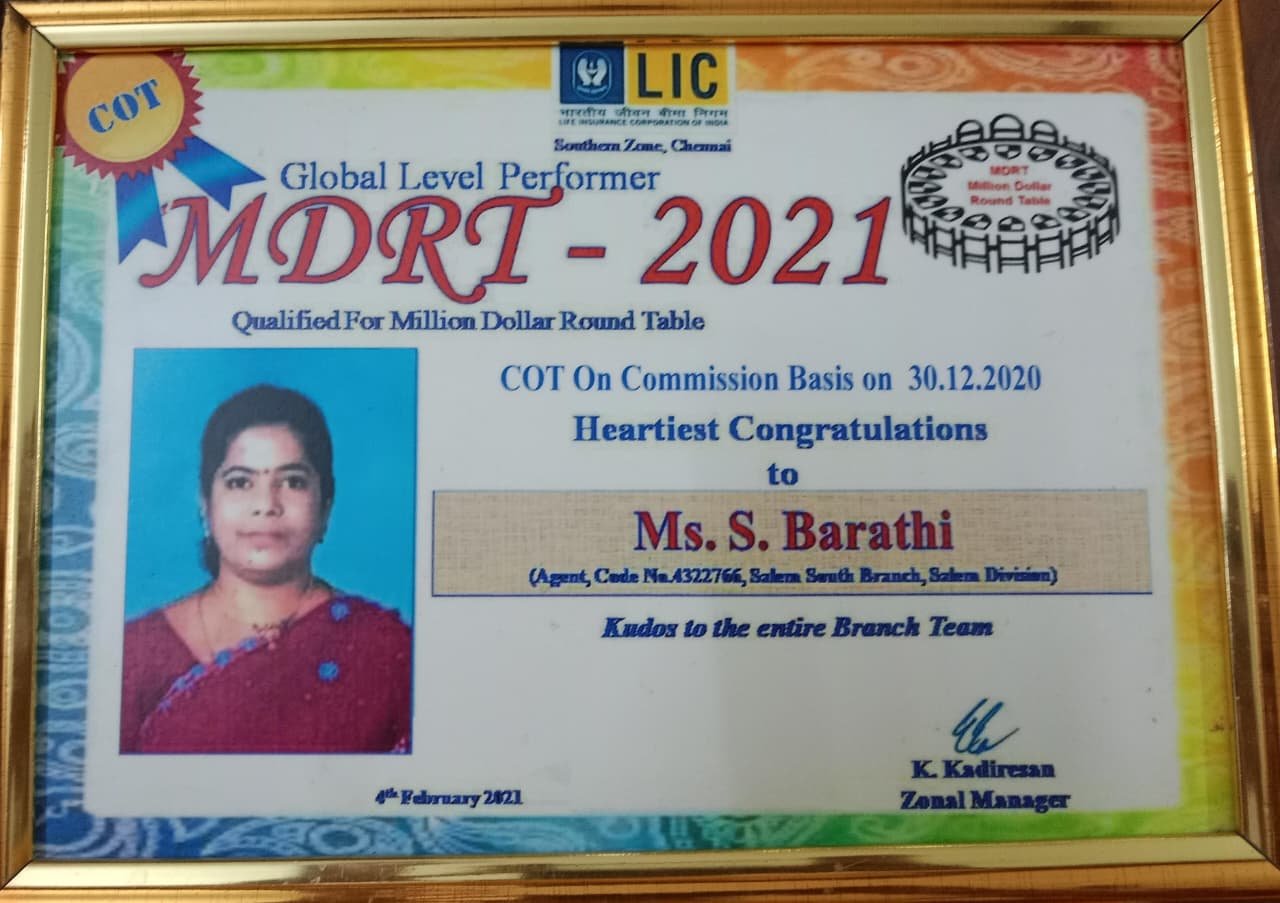 COT
LIC
भारतीय जीवन बीमा निगम
LIFE INSURANCE CORPORATION OF INDIA
Southern Zone, Chennai
Global Level Performer
MDRT - 2021
MDRT
Million Dollar
Round Table
Qualified For Million Dollar Round Table
COT On Commission Basis on 30.12.2020
Heartiest Congratulations
to
Ms. S. Barathi
(Agent, Code No.4322766, Salem South Branch, Salem Division)
Kudos to the entire Branch Team
K. Kadiresan
Zonal Manager
4th February 2021